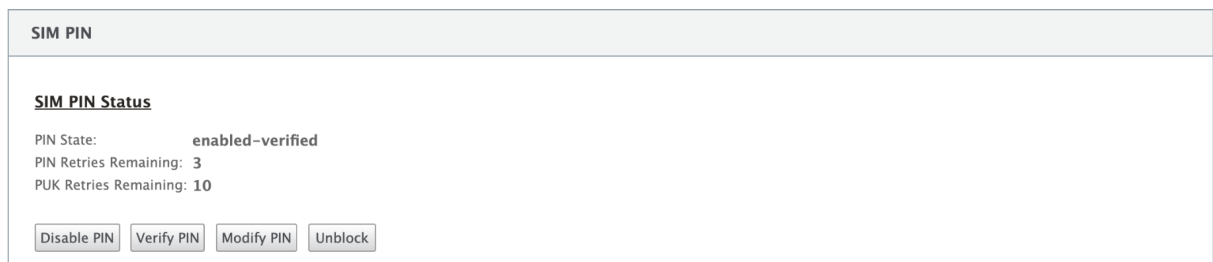 SIM PIN
SIM PIN Status
PIN State: enabled-verified
PIN Retries Remaining: 3
PUK Retries Remaining: 10
Disable PIN Verify PIN Modify PIN Unblock